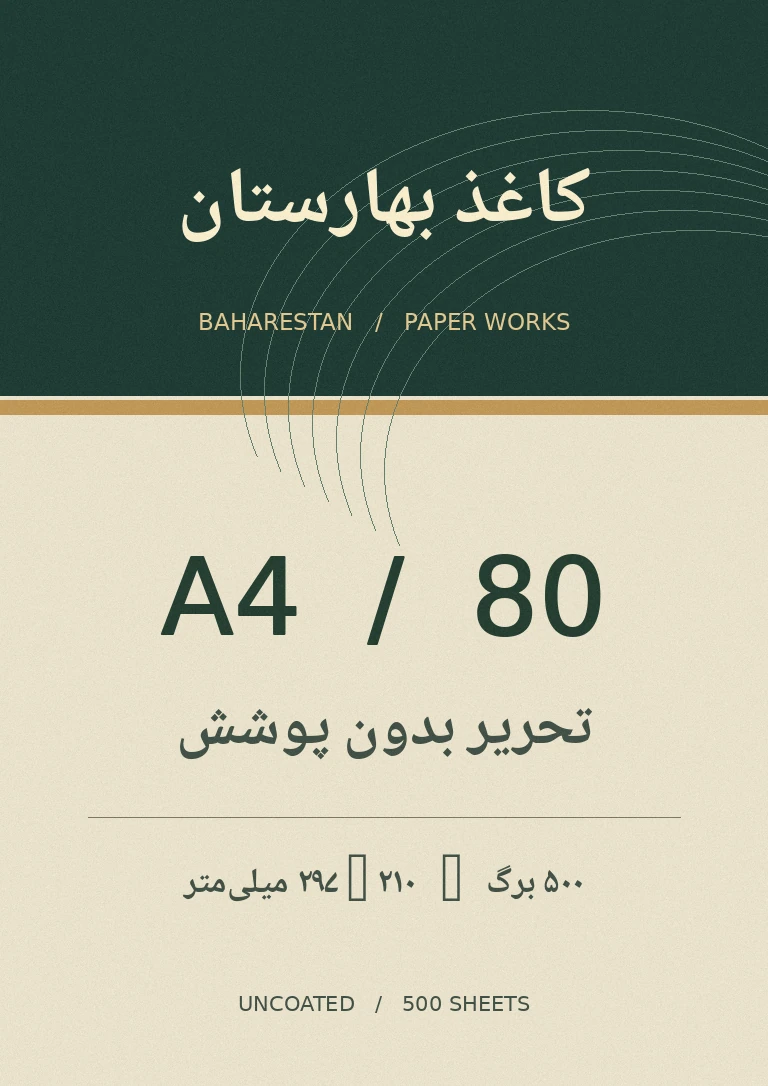 کاغذ بهارستان
BAHARESTAN / PAPER WORKS
A4 / 80
تحریر بدون پوشش
۵۰۰ برگ ▯ ۲۱۰ ▯ ۲۹۷ میلی‌متر
UNCOATED / 500 SHEETS